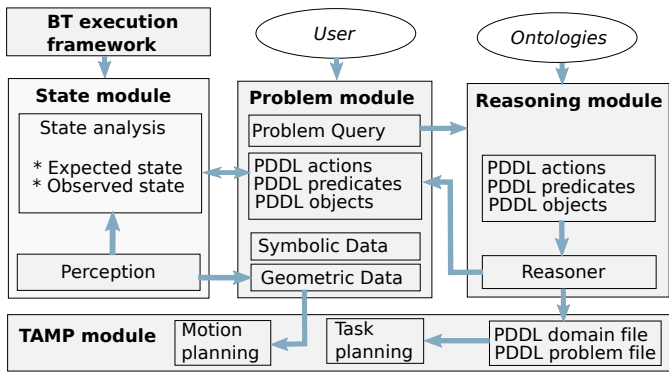 BT execution
framework
User
Ontologies
State module
State analysis
* Expected state
* Observed state
Perception
Problem module
Problem Query
PDDL actions
PDDL predicates
PDDL objects
Symbolic Data
Geometric Data
Reasoning module
PDDL actions
PDDL predicates
PDDL objects
Reasoner
TAMP module
Motion
planning
Task
planning
PDDL domain file
PDDL problem file